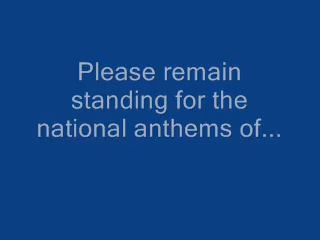 Please remain
standing for the
national anthems of...